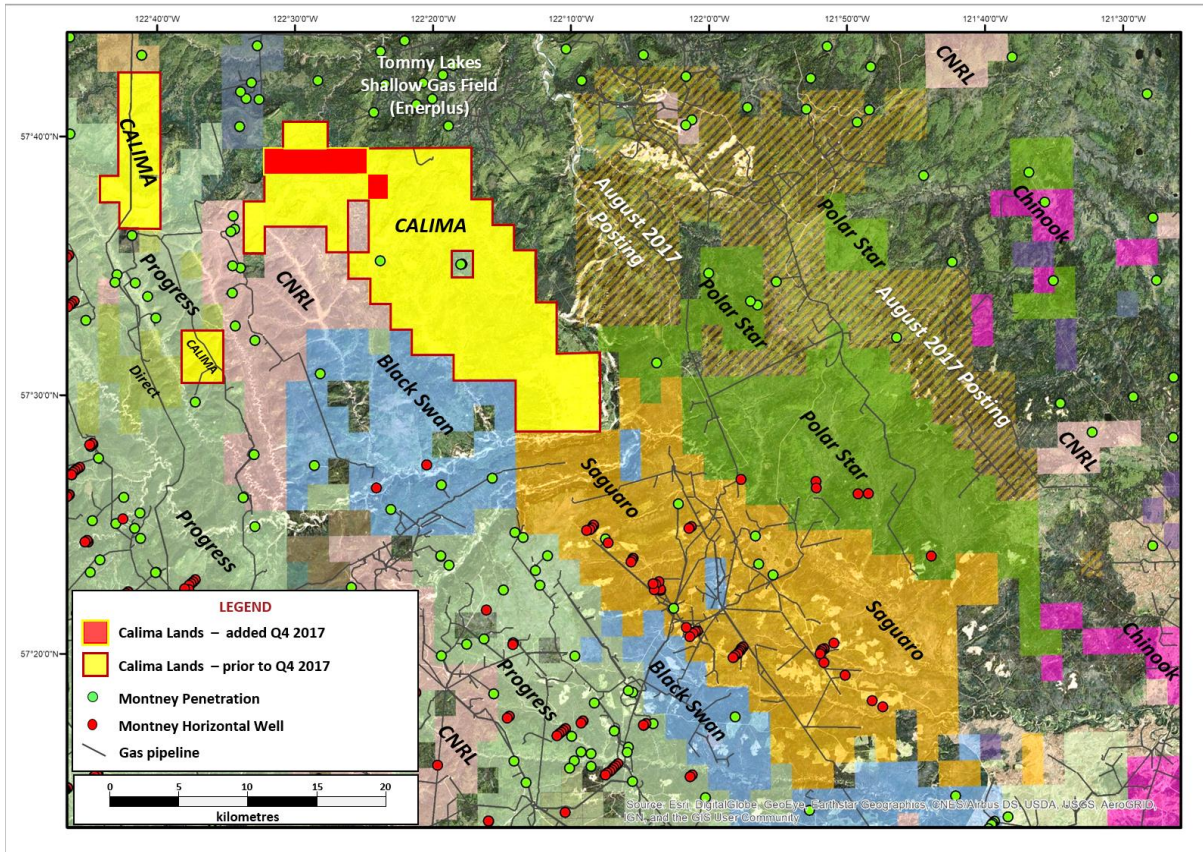 122°40'0"W
122°30'0"W
122°20'0"W
122°10'0"W
122°0'0"W
121°50'0"W
121°40'0"W
121°30'0"W
57°40'0"N
57°30'0"N
57°20'0"N
Tommy Lakes
Shallow Gas Field
(Enerplus)
CNRL
CALIMA
CALIMA
August 2017
Posting
Polar Star
Chinook
Progress
CNRL
Polar Star
August 2017 Posting
CALIMA
Direct
Black Swan
Polar Star
CNRL
Saguaro
Progress
Saguaro
Chinook
Progress
Black Swan
CNRL
LEGEND
Calima Lands – added Q4 2017
Calima Lands – prior to Q4 2017
Montney Penetration
Montney Horizontal Well
Gas pipeline
0 5 10 15 20
kilometres
Source: Esri, DigitalGlobe, GeoEye, Earthstar Geographics, CNES/Airbus DS, USDA, USGS, AeroGRID,
IGN, and the GIS User Community